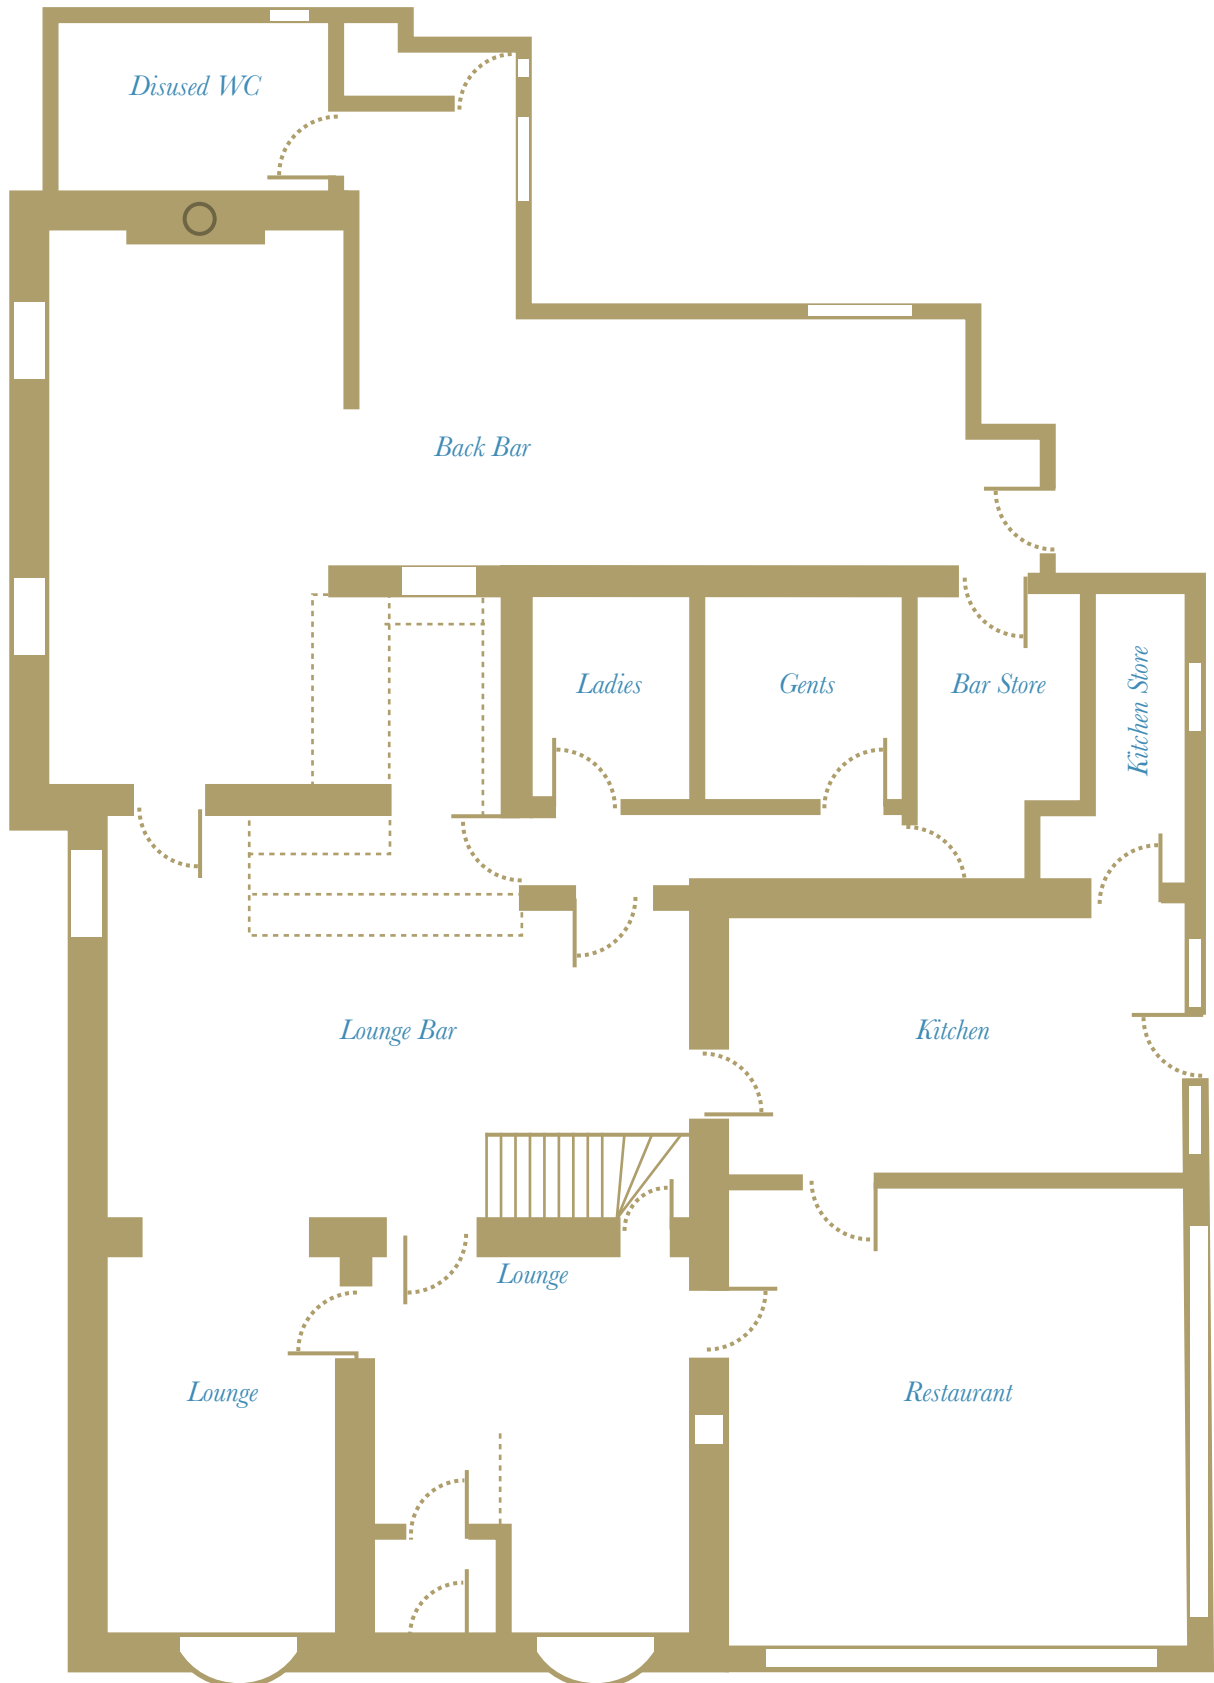 Disused WC
Back Bar
Ladies
Gents
Bar Store
Kitchen Store
Lounge Bar
Kitchen
Lounge
Lounge
Restaurant